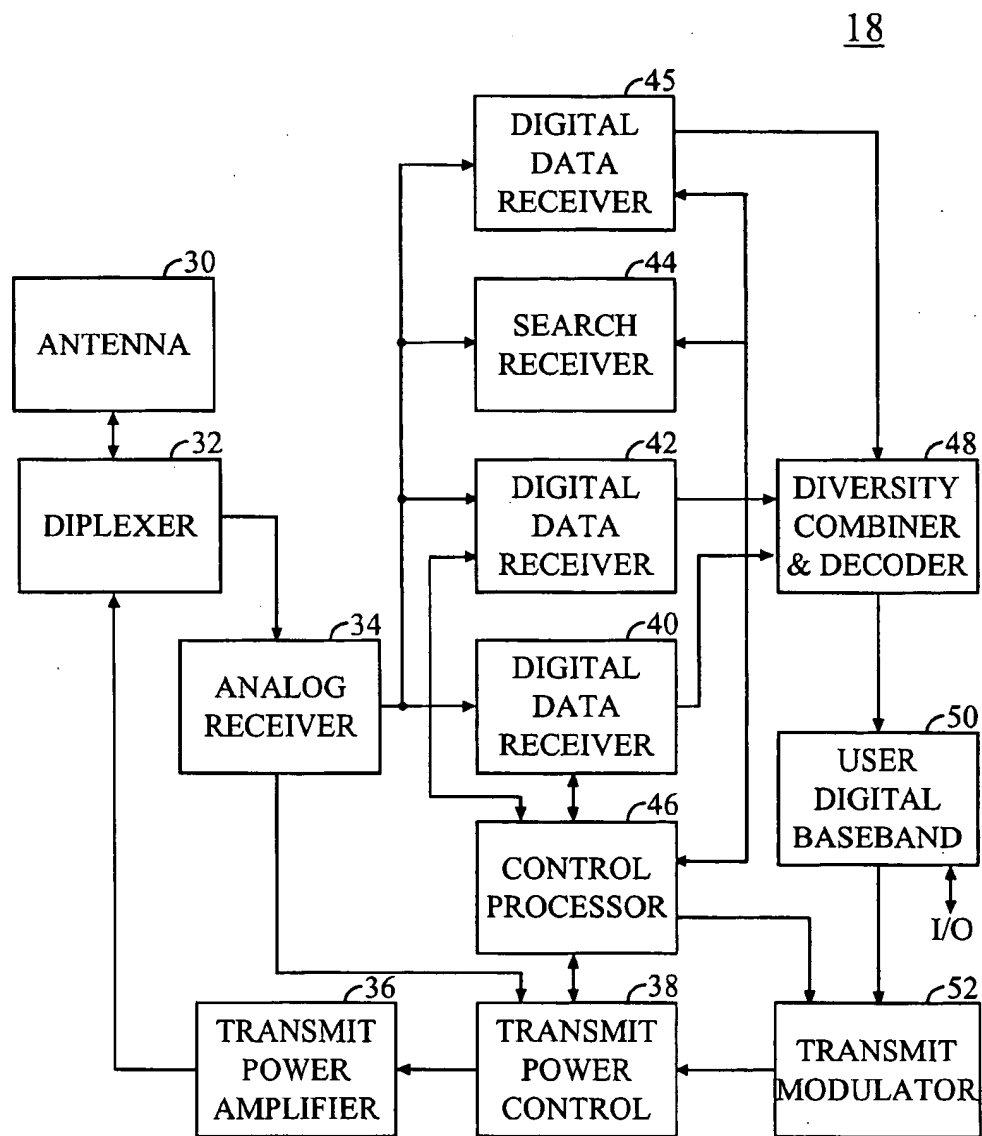 18
45
DIGITAL
DATA
RECEIVER
30
ANTENNA
44
SEARCH
RECEIVER
32
DIPLEXER
42
DIGITAL
DATA
RECEIVER
48
DIVERSITY
COMBINER
& DECODER
34
ANALOG
RECEIVER
40
DIGITAL
DATA
RECEIVER
50
USER
DIGITAL
BASEBAND
I/O
46
CONTROL
PROCESSOR
36
TRANSMIT
POWER
AMPLIFIER
38
TRANSMIT
POWER
CONTROL
52
TRANSMIT
MODULATOR